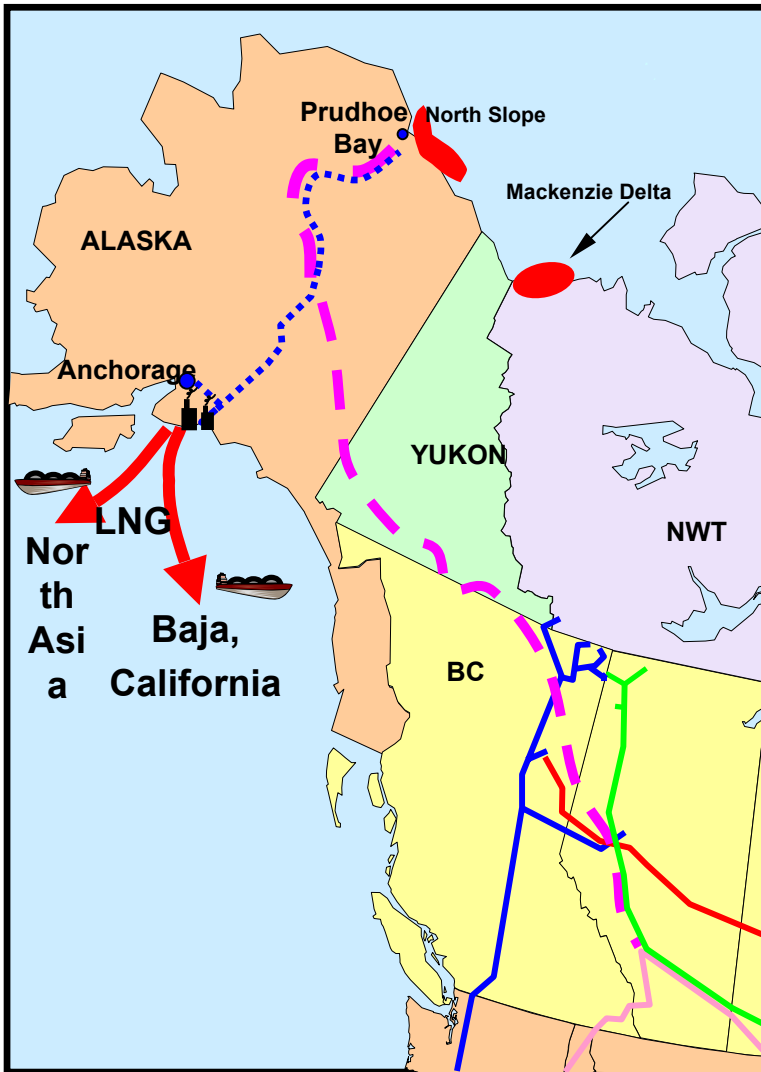 Prudhoe
Bay
North Slope
Mackenzie Delta
ALASKA
Anchorage
YUKON
NWT
LNG
Nor
th
Asi
a
Baja,
California
BC